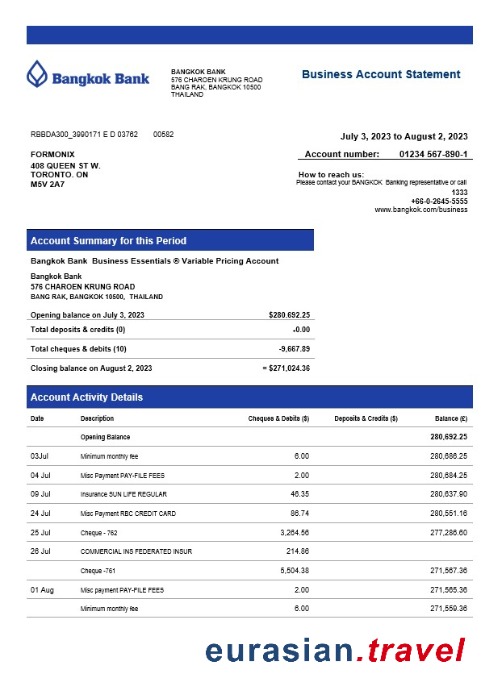 Bangkok Bank
BANGKOK BANK
576 CHAROEN KRUNG ROAD
BANG RAK, BANGKOK 10500
THAILAND
Business Account Statement
RBBDA300_3990171 E D 03762 00582
July 3, 2023 to August 2, 2023
FORMONIX
408 QUEEN ST W.
TORONTO. ON
M5V 2A7
Account number: 01234 567-890-1
How to reach us:
Please contact your BANGKOK Banking representative or call
1333
+66-0-2645-5555
www.bangkok.com/business
Account Summary for this Period
Bangkok Bank Business Essentials ® Variable Pricing Account
Bangkok Bank
576 CHAROEN KRUNG ROAD
BANG RAK, BANGKOK 10500, THAILAND
Opening balance on July 3, 2023 $280,692.25
Total deposits & credits (0) .0.00
Total cheques & debits (10) -9,667.89
Closing balance on August 2, 2023 = $271,024.36
Account Activity Details
Date Description Cheques & Debits ($) Deposits & Credits ($) Balance (£)
Opening Balance 280,692.25
03Jul Minimum monthly fee 6.00 280,686.25
04 Jul Misc Payment PAY-FILE FEES 2.00 280,684.25
09 Jul Insurance SUN LIFE REGULAR 46.35 280,637.90
24 Jul Misc Payment RBC CREDIT CARD 86.74 280,551.16
25 Jul Cheque - 762 3,264.56 277,286.60
26 Jul COMMERCIAL INS FEDERATED INSUR 214.86
Cheque -761 5,504.38 271,567.36
01 Aug Misc payment PAY-FILE FEES 2.00 271,565.36
Minimum monthly fee 6.00 271,559.36
eurasian.travel